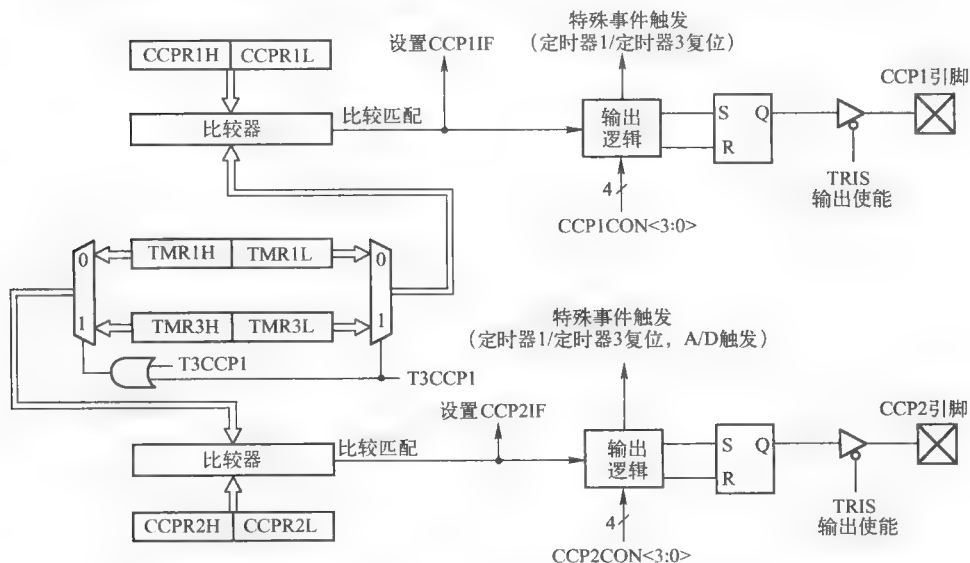 特殊事件触发
(定时器1/定时器3复位)
设置CCP1IF
CCPR1H CCPR1L
CCP1引脚
比较器
比较匹配
输出
逻辑
S Q
R
TRIS
输出使能
4
CCP1CON<3:0>
0 TMR1H TMR1L 0
1 TMR3H TMR3L 1
T3CCP1
T3CCP1
特殊事件触发
(定时器1/定时器3复位, A/D触发)
设置CCP2IF
CCP2引脚
比较器
比较匹配
输出
逻辑
S Q
R
CCPR2H CCPR2L
TRIS
输出使能
4
CCP2CON<3:0>